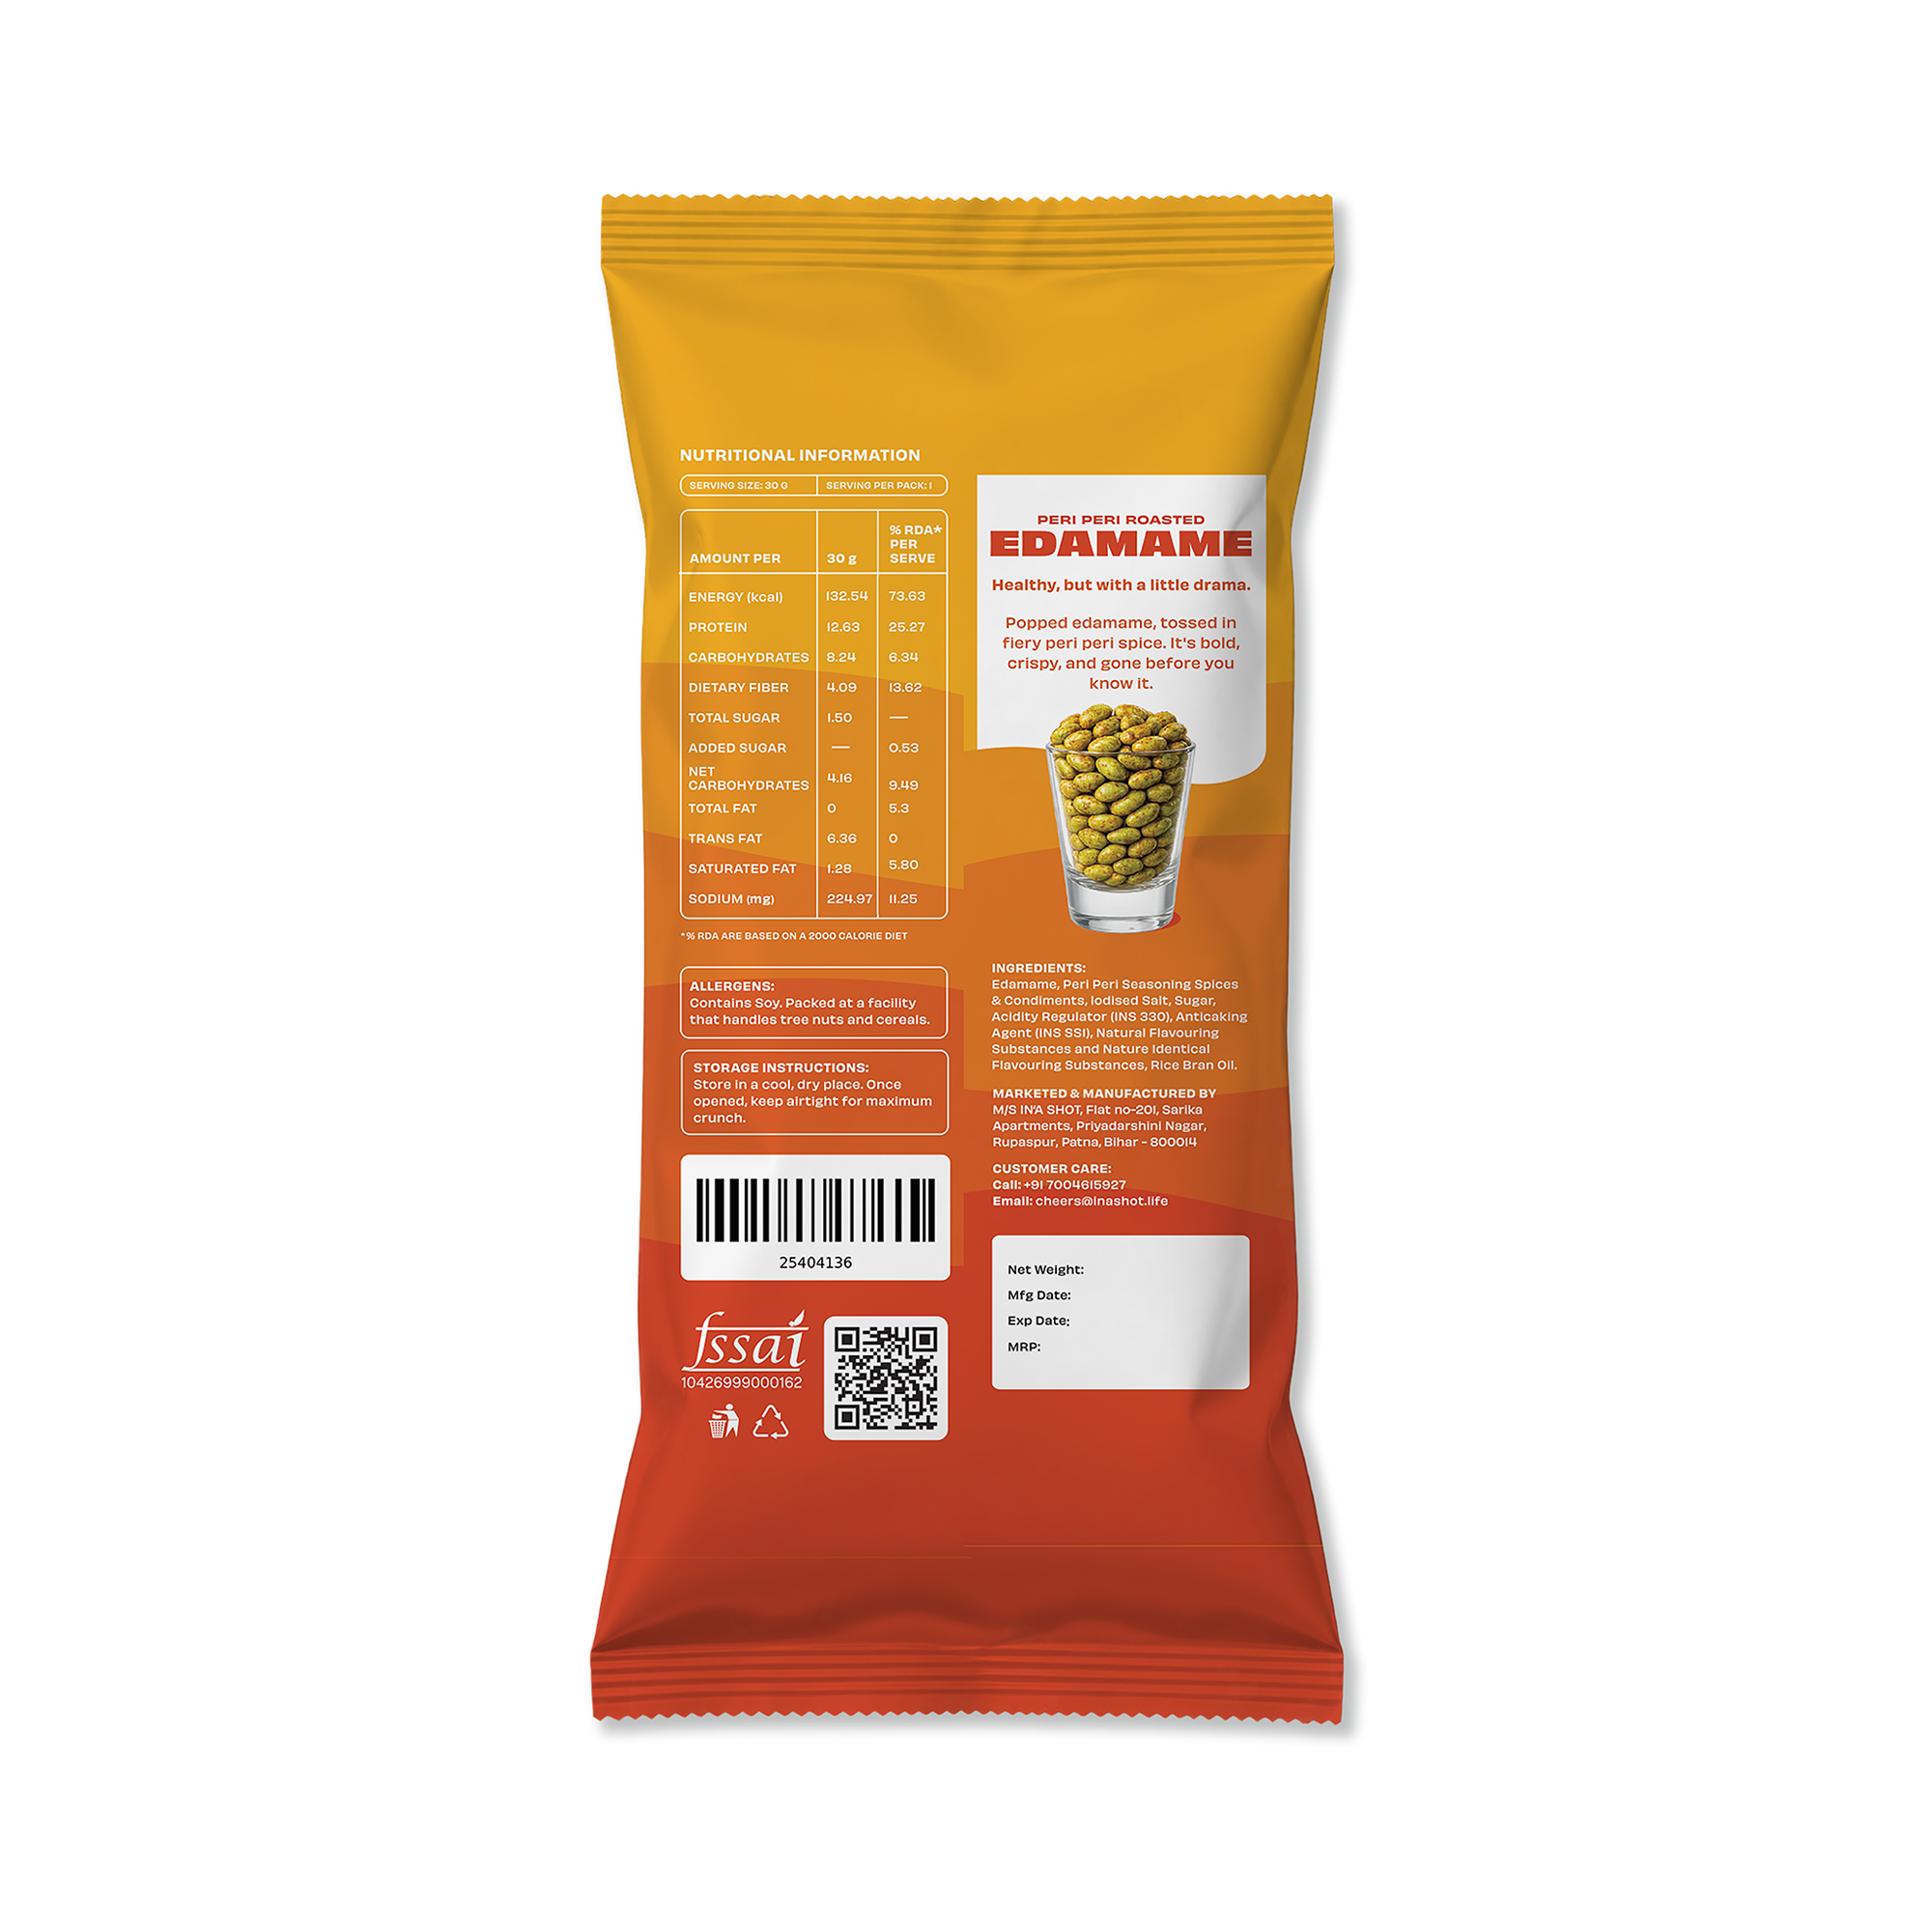 NUTRITIONAL INFORMATION
SERVING SIZE: 30 G SERVING PER PACK: 1
AMOUNT PER 30 g % RDA* PER SERVE
ENERGY (kcal) 132.54 73.63
PROTEIN 12.63 25.27
CARBOHYDRATES 8.24 6.34
DIETARY FIBER 4.09 13.62
TOTAL SUGAR 1.50 —
ADDED SUGAR — 0.53
NET CARBOHYDRATES 4.16 9.49
TOTAL FAT 0 5.3
TRANS FAT 6.36 0
SATURATED FAT 1.28 5.80
SODIUM (mg) 224.97 11.25
*% RDA ARE BASED ON A 2000 CALORIE DIET
ALLERGENS:
Contains Soy. Packed at a facility
that handles tree nuts and cereals.
STORAGE INSTRUCTIONS:
Store in a cool, dry place. Once
opened, keep airtight for maximum
crunch.
25404136
fssai
10426999000162
PERI PERI ROASTED
EDAMAME
Healthy, but with a little drama.
Popped edamame, tossed in
fiery peri peri spice. It's bold,
crispy, and gone before you
know it.
INGREDIENTS:
Edamame, Peri Peri Seasoning Spices
& Condiments, Iodised Salt, Sugar,
Acidity Regulator (INS 330), Anticaking
Agent (INS SSI), Natural Flavouring
Substances and Nature Identical
Flavouring Substances, Rice Bran Oil.
MARKETED & MANUFACTURED BY
M/S IN'A SHOT, Flat no-201, Sarika
Apartments, Priyadarshini Nagar,
Rupaspur, Patna, Bihar - 800014
CUSTOMER CARE:
Call: +91 7004615927
Email: cheers@inashot.life
Net Weight:
Mfg Date:
Exp Date:
MRP: